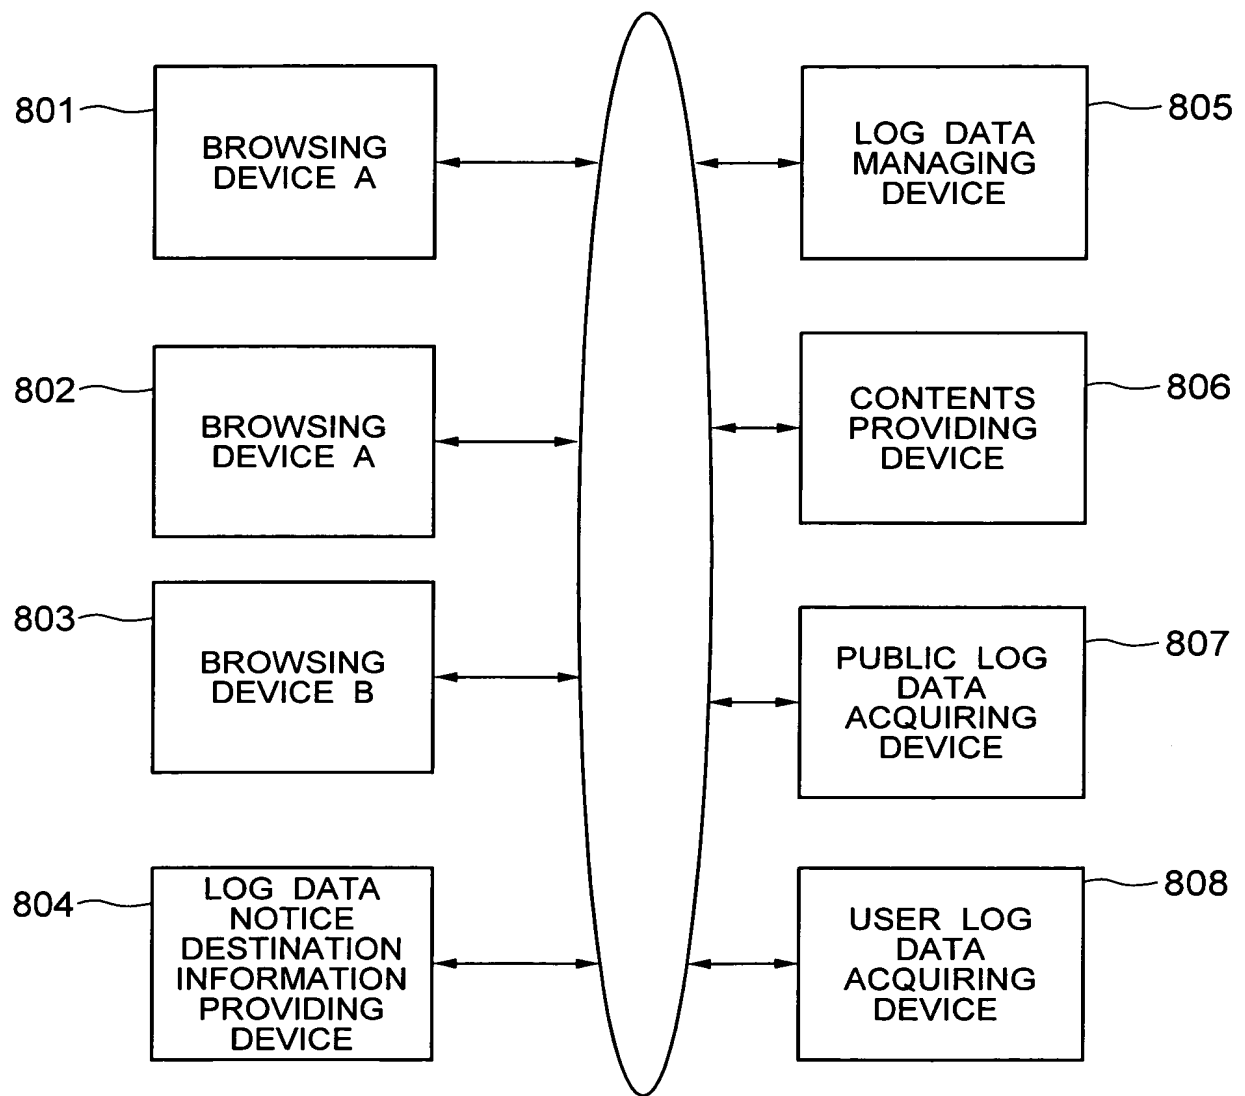 801
BROWSING
DEVICE A
802
BROWSING
DEVICE A
803
BROWSING
DEVICE B
804
LOG DATA
NOTICE
DESTINATION
INFORMATION
PROVIDING
DEVICE
805
LOG DATA
MANAGING
DEVICE
806
CONTENTS
PROVIDING
DEVICE
807
PUBLIC LOG
DATA
ACQUIRING
DEVICE
808
USER LOG
DATA
ACQUIRING
DEVICE